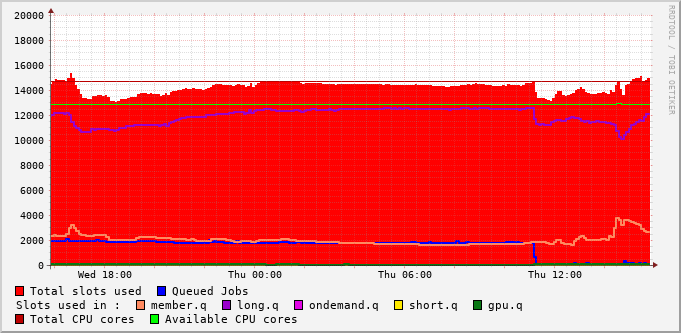 20000
18000
16000
14000
12000
10000
8000
6000
4000
2000
0
Wed 18:00 Thu 00:00 Thu 06:00 Thu 12:00
Total slots used Queued Jobs
Slots used in : member.q long.q ondemand.q short.q gpu.q
Total CPU cores Available CPU cores
RRDTOOL / TOBI OETIKER